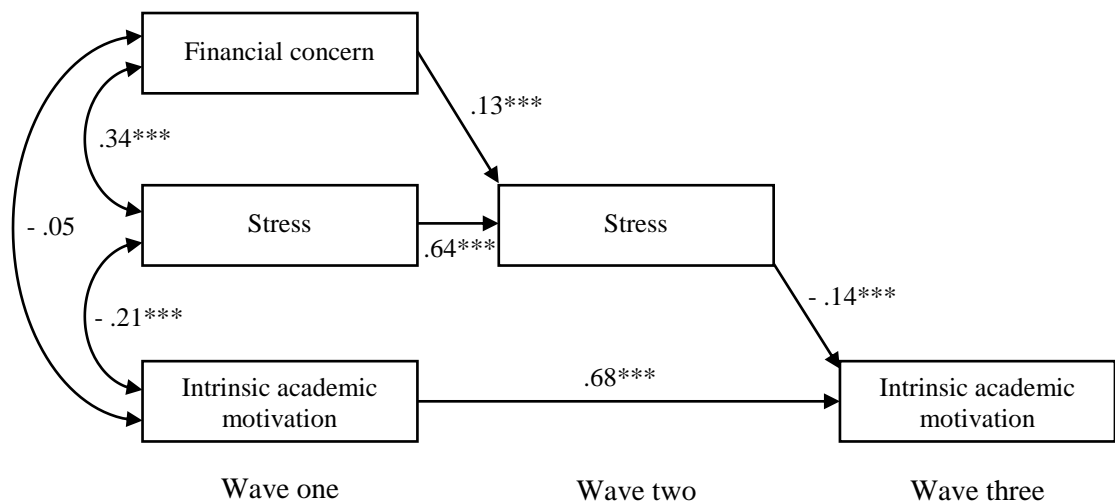 Financial concern
.13***
.34***
Stress
Stress
- .05
.64***
- .14***
- .21***
Intrinsic academic
motivation
.68***
Intrinsic academic
motivation
Wave one
Wave two
Wave three